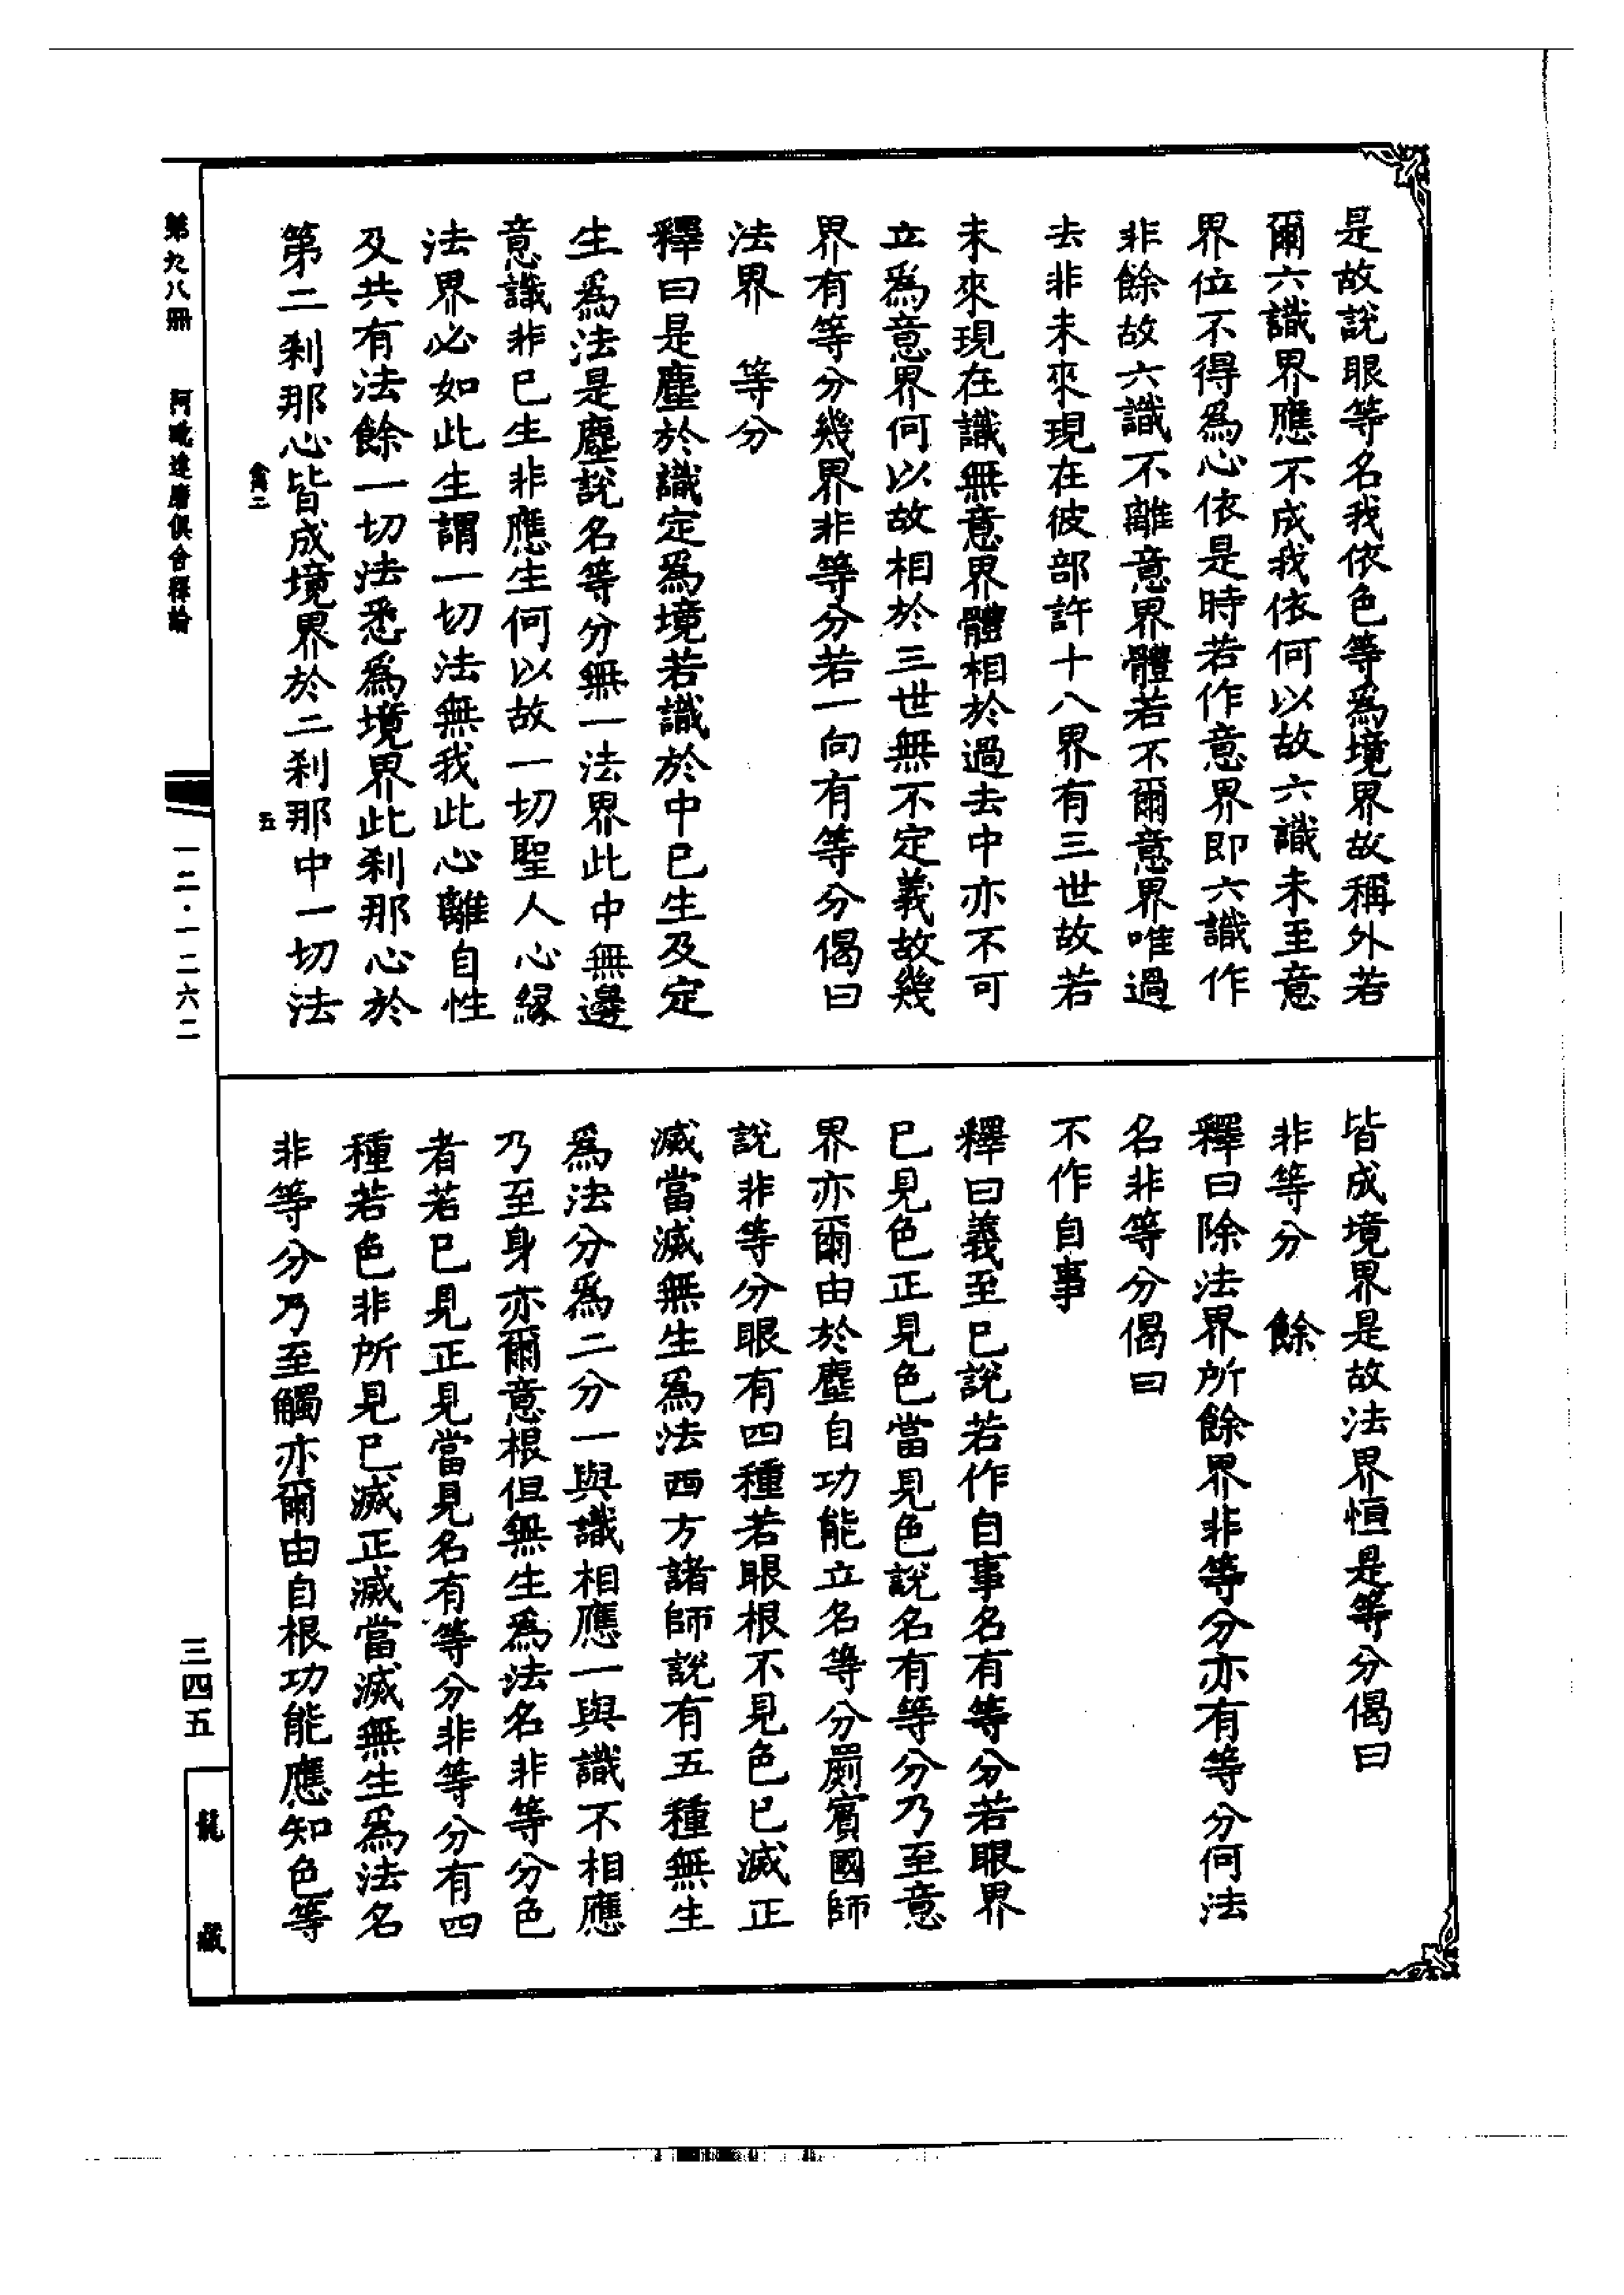 是故說眼等名我依色等為境界故稱外若
爾六識界應不成我依何以故六識未至意
界位不得為心依是時若作意界即六識作
非餘故六識不離意界體若不爾意界唯過
去非未來現在彼部許十八界有三世故若
未來現在識無意界體相於過去中亦不可
立為意界何以故相於三世無不定義故幾
界有等分幾界非等分若一向有等分偈曰
法界　等分
釋曰是塵於識定為境若識於中已生及定
生為法是塵說名等分無一法界此中無邊
意識非已生非應生何以故一切聖人心緣
法界必如此生謂一切法無我此心離自性
及共有法餘一切法悉為境界此剎那心於
第二剎那心皆成境界於二剎那中一切法
禽二
五
皆成境界是故法界恒是等分偈曰
非等分　餘
釋曰除法界所餘界非等分亦有等分何法
名非等分偈曰
不作自事
釋曰義至已說若作自事名有等分若眼界
已見色正見色當見色說名有等分乃至意
界亦爾由於塵自功能立名等分罽賓國師
說非等分眼有四種若眼根不見色已滅正
滅當滅無生為法西方諸師說有五種無生
為法分為二分一與識相應一與識不相應
乃至身亦爾意根但無生為法名非等分色
者若已見正見當見名有等分非等分有四
種若色非所見已滅正滅當滅無生為法名
非等分乃至觸亦爾由自根功能應知色等
第九八冊　阿毗達磨俱舍釋論
一二·一二六二
三四五
龍藏